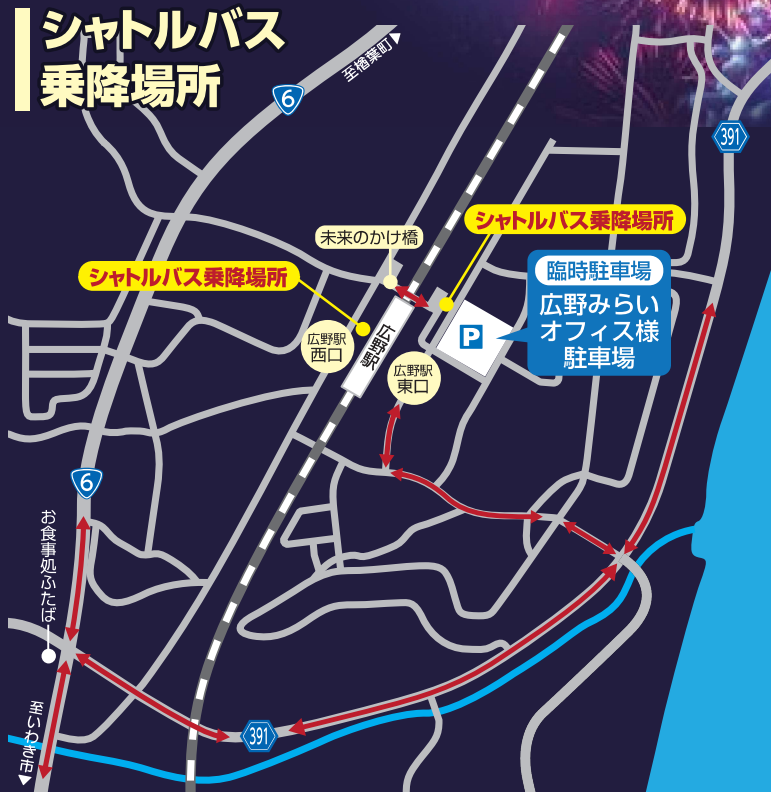 シャトルバス
乗降場所
至楢葉町▶
6
391
シャトルバス乗降場所
未来のかけ橋
シャトルバス乗降場所
臨時駐車場
広野みらい
オフィス様
駐車場
P
広野駅
西口
広野駅
広野駅
東口
6
お食事処ふたば
391
至いわき市▼